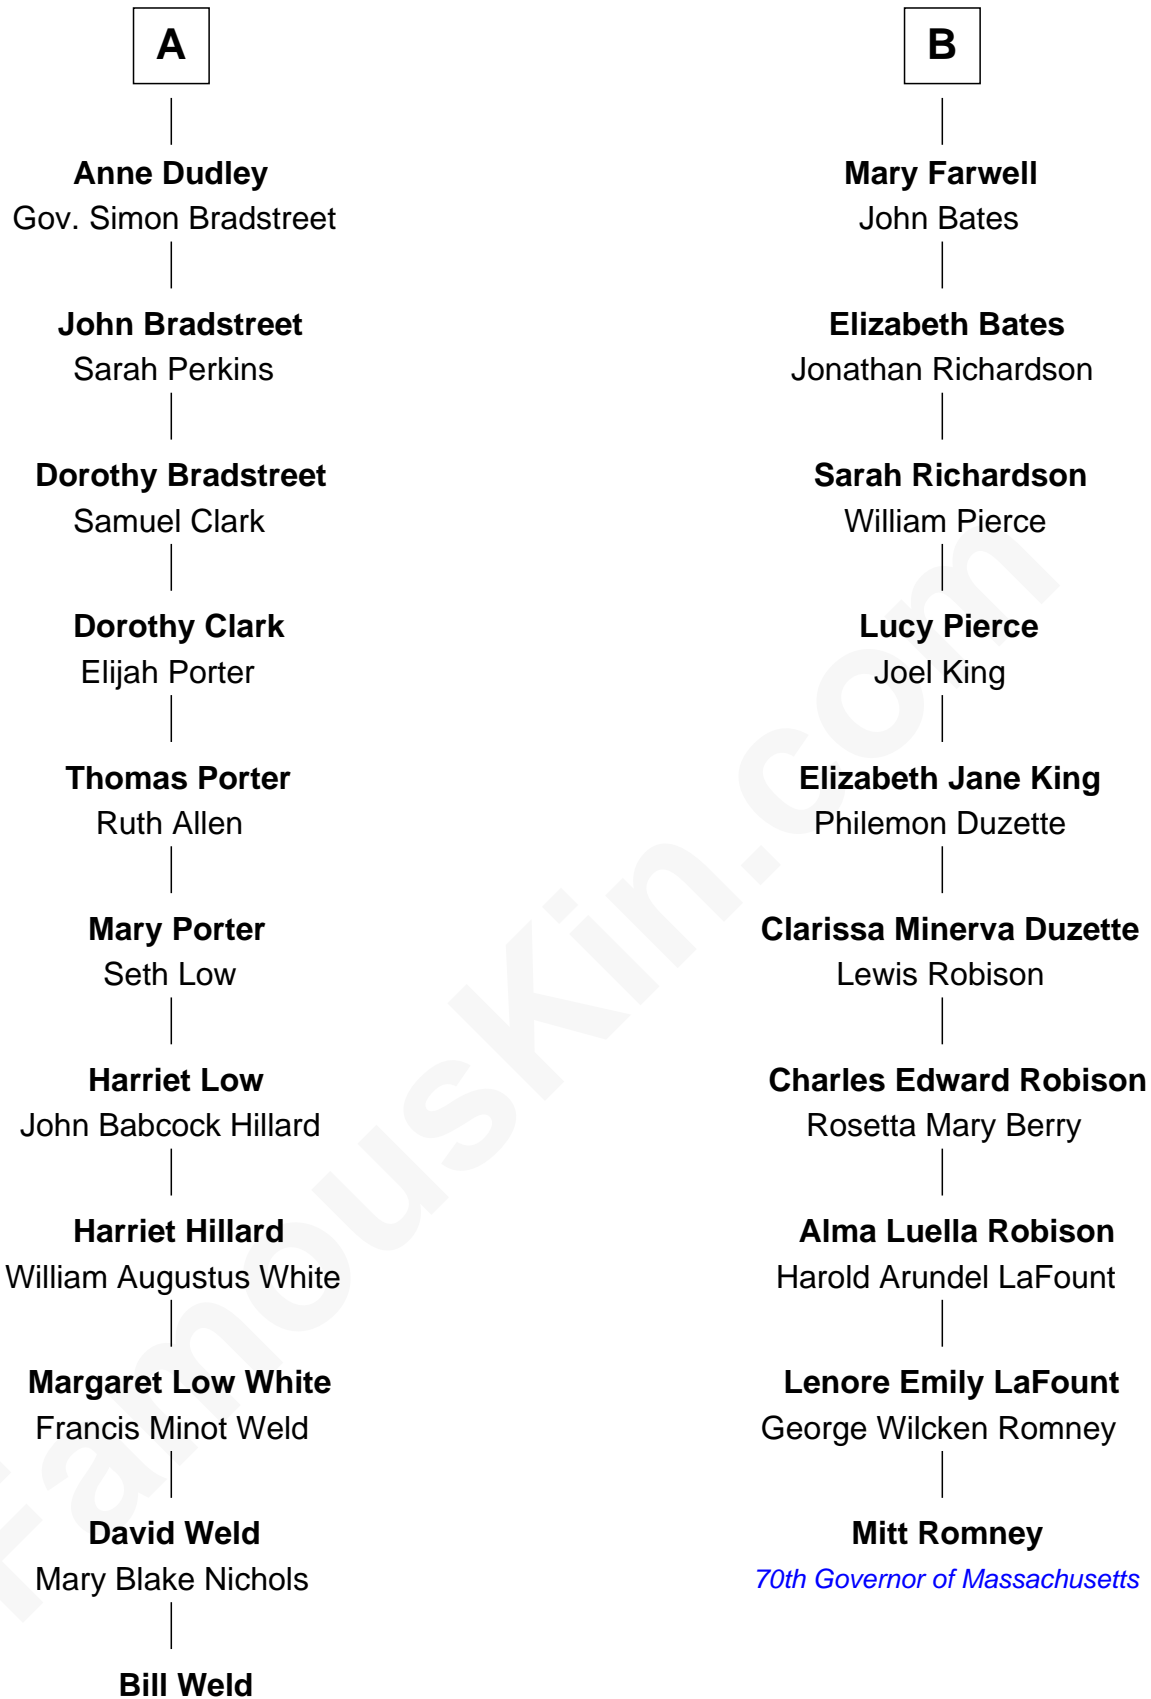 A
Anne Dudley
Gov. Simon Bradstreet
John Bradstreet
Sarah Perkins
Dorothy Bradstreet
Samuel Clark
Dorothy Clark
Elijah Porter
Thomas Porter
Ruth Allen
Mary Porter
Seth Low
Harriet Low
John Babcock Hillard
Harriet Hillard
William Augustus White
Margaret Low White
Francis Minot Weld
David Weld
Mary Blake Nichols
Bill Weld
B
Mary Farwell
John Bates
Elizabeth Bates
Jonathan Richardson
Sarah Richardson
William Pierce
Lucy Pierce
Joel King
Elizabeth Jane King
Philemon Duzette
Clarissa Minerva Duzette
Lewis Robison
Charles Edward Robison
Rosetta Mary Berry
Alma Luella Robison
Harold Arundel LaFount
Lenore Emily LaFount
George Wilcken Romney
Mitt Romney
70th Governor of Massachusetts
FamousKin.com